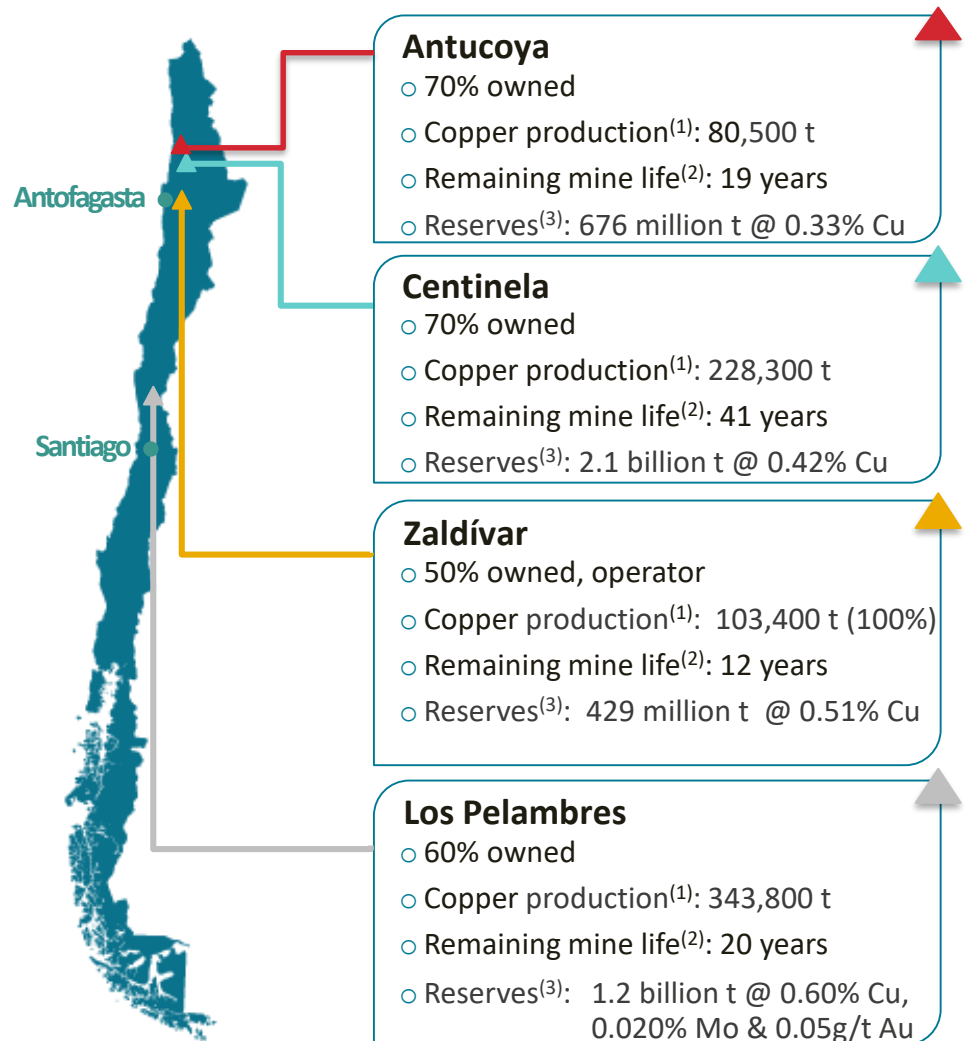 Antucoya
○ 70% owned
○ Copper production(1): 80,500 t
○ Remaining mine life(2): 19 years
○ Reserves(3): 676 million t @ 0.33% Cu
Antofagasta
Centinela
○ 70% owned
○ Copper production(1): 228,300 t
○ Remaining mine life(2): 41 years
○ Reserves(3): 2.1 billion t @ 0.42% Cu
Santiago
Zaldívar
○ 50% owned, operator
○ Copper production(1): 103,400 t (100%)
○ Remaining mine life(2): 12 years
○ Reserves(3): 429 million t @ 0.51% Cu
Los Pelambres
○ 60% owned
○ Copper production(1): 343,800 t
○ Remaining mine life(2): 20 years
○ Reserves(3): 1.2 billion t @ 0.60% Cu,
0.020% Mo & 0.05g/t Au